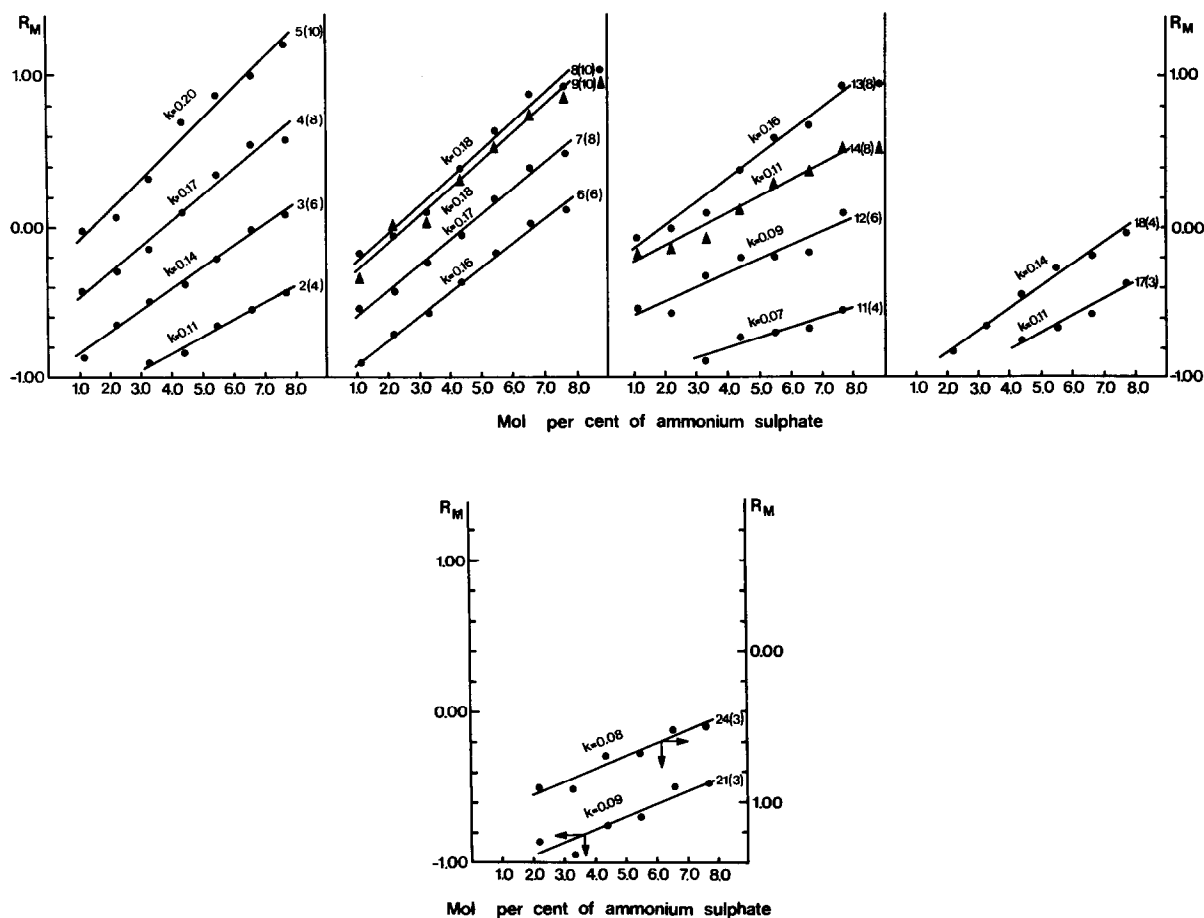 RM
RM
1.00
0.00
-1.00
5(10)
k=0.20
4(8)
k=0.17
3(6)
k=0.14
2(4)
k=0.11
1.0 2.0 3.0 4.0 5.0 6.0 7.0 8.0
8(10)
9(10)
k=0.18
k=0.18
7(8)
k=0.17
6(6)
k=0.16
1.0 2.0 3.0 4.0 5.0 6.0 7.0 8.0
13(8)
k=0.16
14(8)
k=0.11
12(6)
k=0.09
11(4)
k=0.07
1.0 2.0 3.0 4.0 5.0 6.0 7.0 8.0
18(4)
k=0.14
17(3)
k=0.11
1.0 2.0 3.0 4.0 5.0 6.0 7.0 8.0
1.00
0.00
-1.00
Mol per cent of ammonium sulphate
RM
RM
1.00
0.00
-1.00
24(3)
k=0.08
21(3)
k=0.09
0.00
1.00
1.0 2.0 3.0 4.0 5.0 6.0 7.0 8.0
Mol per cent of ammonium sulphate